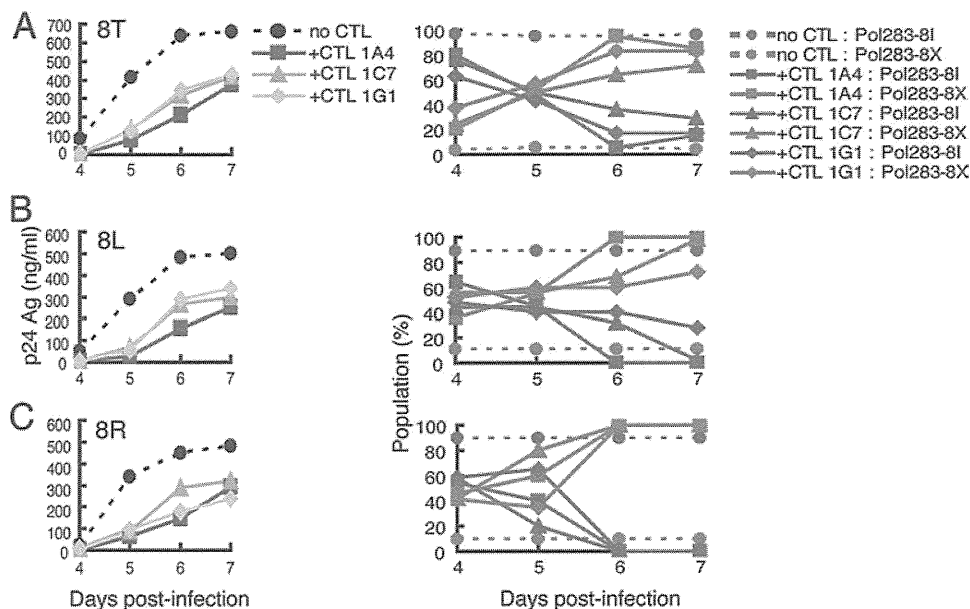 A
8T
700
600
500
400
300
200
100
0
4 5 6 7
no CTL
+CTL 1A4
+CTL 1C7
+CTL 1G1
100
80
60
40
20
0
4 5 6 7
no CTL : Pol283-8I
no CTL : Pol283-8X
+CTL 1A4 : Pol283-8I
+CTL 1A4 : Pol283-8X
+CTL 1C7 : Pol283-8I
+CTL 1C7 : Pol283-8X
+CTL 1G1 : Pol283-8I
+CTL 1G1 : Pol283-8X
B
8L
p24 Ag (ng/ml)
600
500
400
300
200
100
0
4 5 6 7
Population (%)
100
80
60
40
20
0
4 5 6 7
C
8R
600
500
400
300
200
100
0
4 5 6 7
Days post-infection
100
80
60
40
20
0
4 5 6 7
Days post-infection